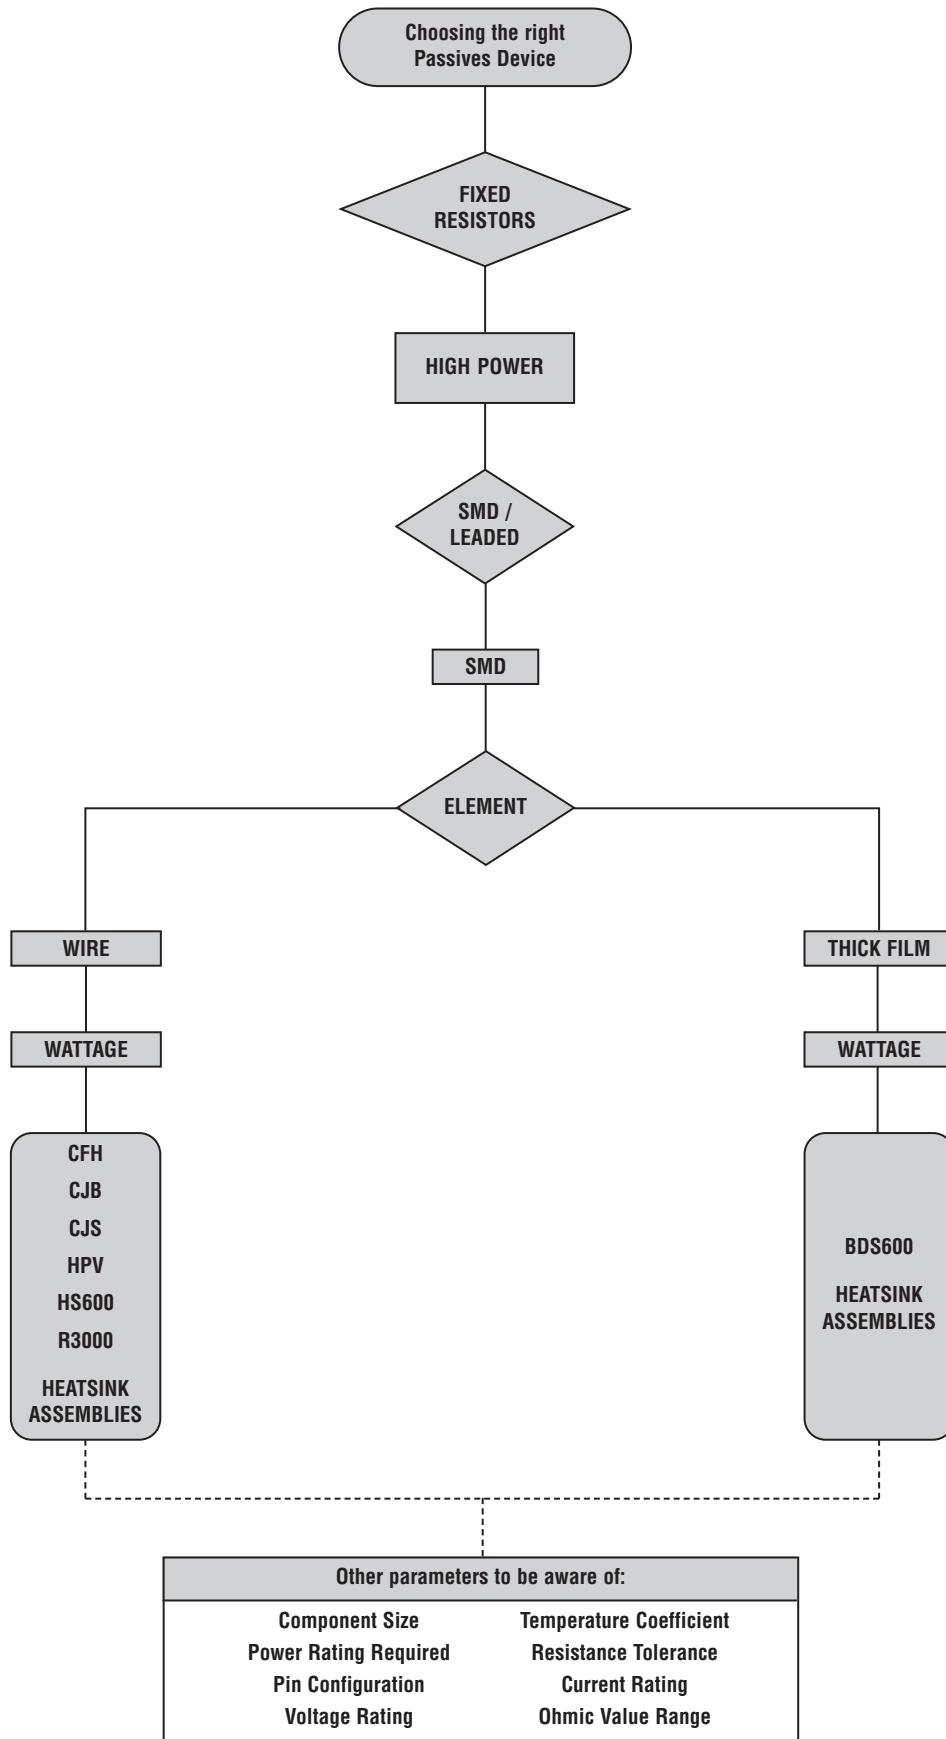 Choosing the right
Passives Device
FIXED
RESISTORS
HIGH POWER
SMD /
LEADED
SMD
ELEMENT
WIRE
THICK FILM
WATTAGE
WATTAGE
CFH
CJB
CJS
HPV
HS600
R3000
HEATSINK
ASSEMBLIES
BDS600
HEATSINK
ASSEMBLIES
Other parameters to be aware of:
Component Size
Power Rating Required
Pin Configuration
Voltage Rating
Temperature Coefficient
Resistance Tolerance
Current Rating
Ohmic Value Range